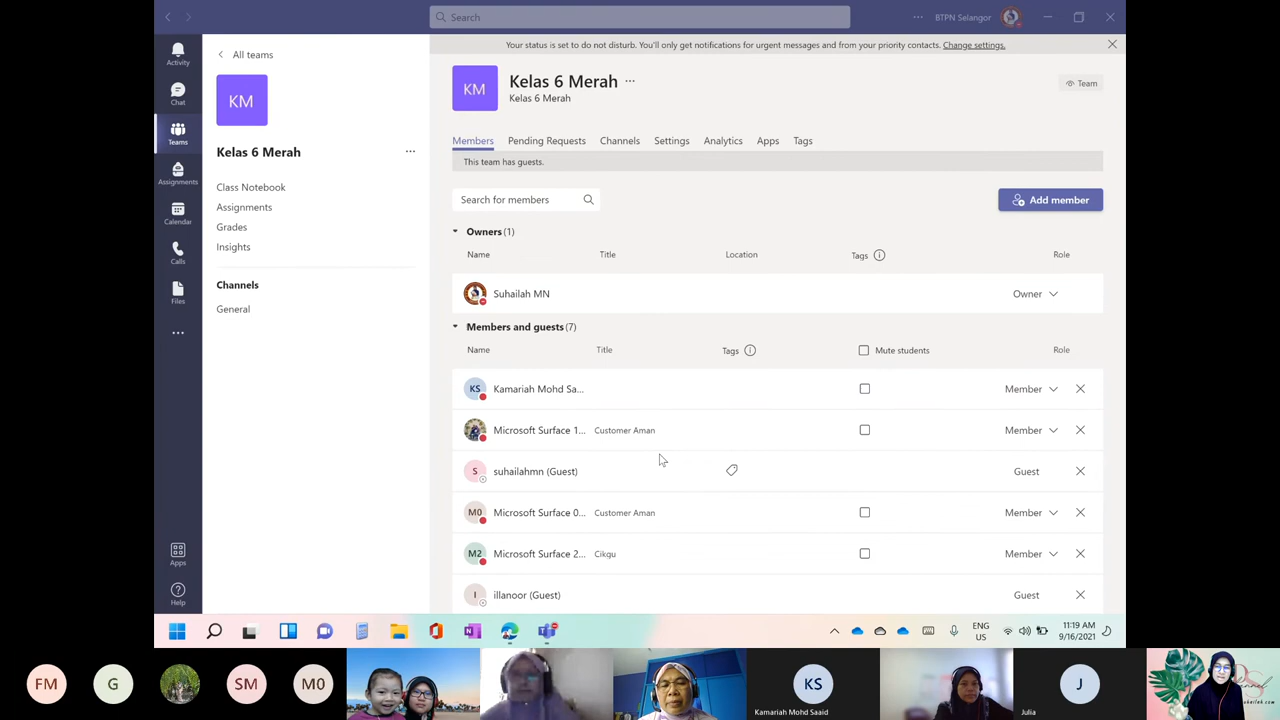 Search
BTPN Selangor
Your status is set to do not disturb. You'll only get notifications for urgent messages and from your priority contacts. Change settings.
Activity
Chat
Teams
Assignments
Calendar
Calls
Files
Apps
Help
All teams
KM
Kelas 6 Merah
Class Notebook
Assignments
Grades
Insights
Channels
General
KM
Kelas 6 Merah
Kelas 6 Merah
Team
Members Pending Requests Channels Settings Analytics Apps Tags
This team has guests.
Search for members
Add member
Owners (1)
Name Title Location Tags Role
Suhailah MN Owner
Members and guests (7)
Name Title Tags Mute students Role
KS Kamariah Mohd Sa... Member
Microsoft Surface 1... Customer Aman Member
S suhailahmn (Guest) Guest
M0 Microsoft Surface 0... Customer Aman Member
M2 Microsoft Surface 2... Cikgu Member
I illanoor (Guest) Guest
ENG
US
11:19 AM
9/16/2021
FM
G
SM
M0
KS
Kamariah Mohd Saaid
J
Julia